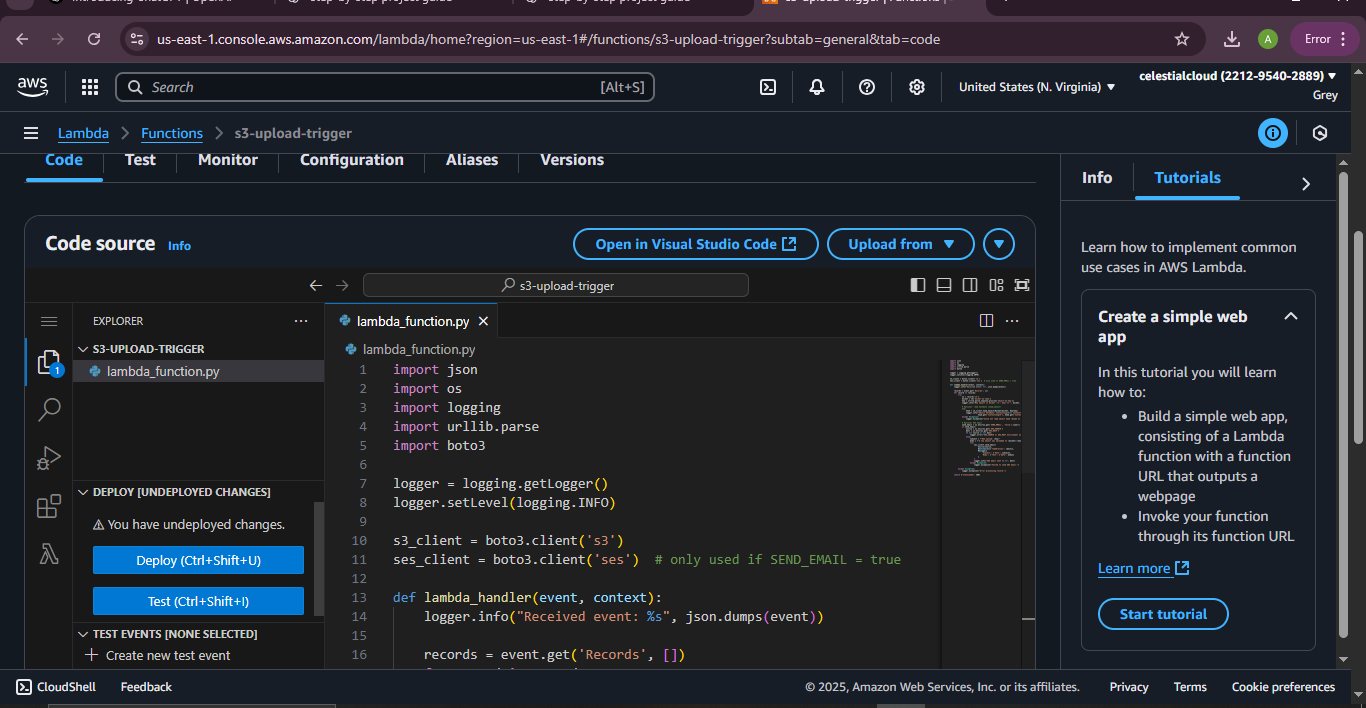 us-east-1.console.aws.amazon.com/lambda/home?region=us-east-1#/functions/s3-upload-trigger?subtab=general&tab=code
A
Error
aws
Search
[Alt+S]
United States (N. Virginia)
celestialcloud (2212-9540-2889)
Grey
Lambda
Functions
s3-upload-trigger
Code
Test
Monitor
Configuration
Aliases
Versions
Info
Tutorials
Code source
Info
Open in Visual Studio Code
Upload from
s3-upload-trigger
EXPLORER
S3-UPLOAD-TRIGGER
lambda_function.py
1
DEPLOY [UNDEPLOYED CHANGES]
You have undeployed changes.
Deploy (Ctrl+Shift+U)
Test (Ctrl+Shift+I)
TEST EVENTS [NONE SELECTED]
Create new test event
lambda_function.py
lambda_function.py
1 import json
2 import os
3 import logging
4 import urllib.parse
5 import boto3
6
7 logger = logging.getLogger()
8 logger.setLevel(logging.INFO)
9
10 s3_client = boto3.client('s3')
11 ses_client = boto3.client('ses')  # only used if SEND_EMAIL = true
12
13 def lambda_handler(event, context):
14     logger.info("Received event: %s", json.dumps(event))
15
16     records = event.get('Records', [])
Learn how to implement common
use cases in AWS Lambda.
Create a simple web
app
In this tutorial you will learn
how to:
• Build a simple web app,
consisting of a Lambda
function with a function
URL that outputs a
webpage
• Invoke your function
through its function URL
Learn more
Start tutorial
CloudShell
Feedback
© 2025, Amazon Web Services, Inc. or its affiliates.
Privacy
Terms
Cookie preferences